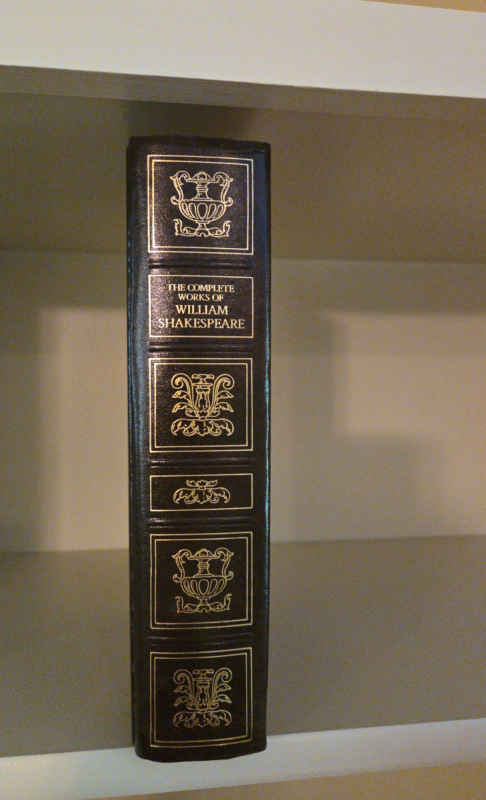 THE COMPLETE
WORKS OF
WILLIAM
SHAKESPEARE